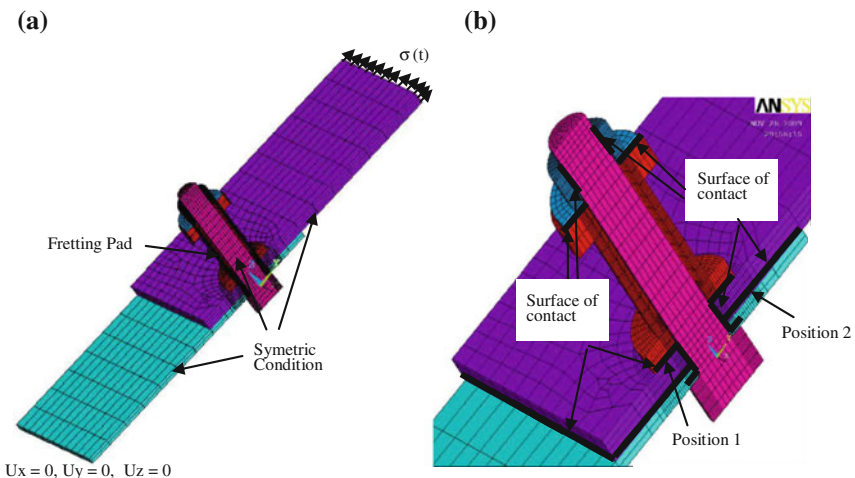 (a)
σ (t)
Fretting Pad
Symetric
Condition
Ux = 0, Uy = 0, Uz = 0
(b)
ANSYS
Surface of
contact
Surface of
contact
Position 2
Position 1